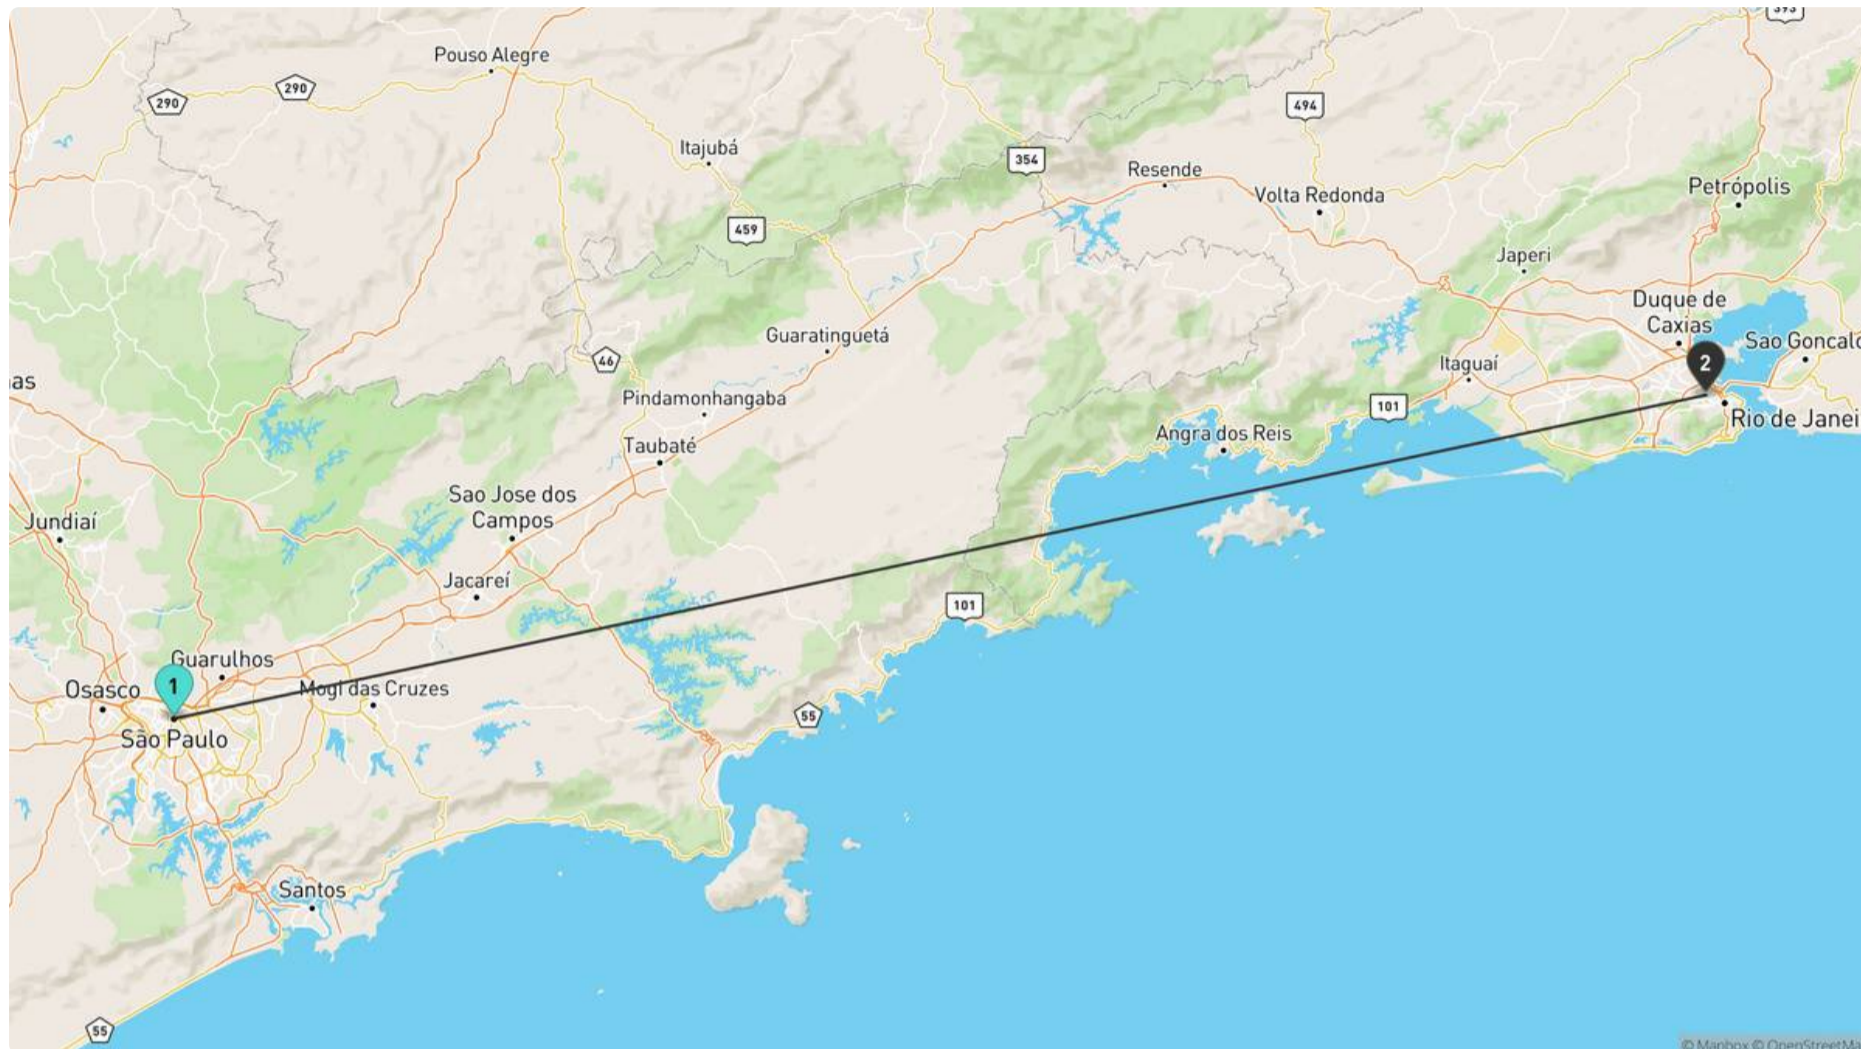 393
Pouso Alegre
290
290
494
Itajubá
354
Resende
Petrópolis
Volta Redonda
459
Japeri
Duque de
Caxias
Guaratinguetá
Sao Goncalo
46
2
Itaguaí
as
Pindamonhangaba
101
Rio de Janei
Angra dos Reis
Taubaté
Sao Jose dos
Campos
Jundiaí
Jacareí
101
Guarulhos
1
Osasco
Mogi das Cruzes
55
São Paulo
Santos
55
© Mapbox © OpenStreetMa